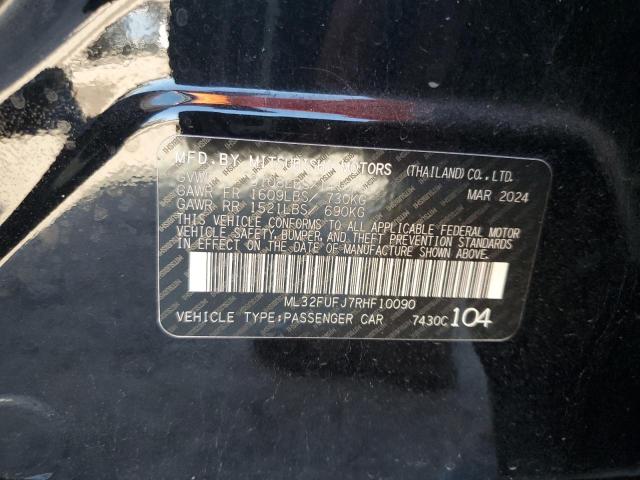 MFD.BY MITSUBISHI MOTORS (THAILAND) CO.,LTD.
GVWR MAR 2024
GAWR FR 1609LBS 730KG
GAWR RR 1521LBS 690KG
THIS VEHICLE CONFORMS TO ALL APPLICABLE FEDERAL MOTOR
VEHICLE SAFETY, BUMPER, AND THEFT PREVENTION STANDARDS
IN EFFECT ON THE DATE OF MANUFACTURE SHOWN ABOVE.
ML32FUFJ7RHF10090
VEHICLE TYPE:PASSENGER CAR 7430C 104